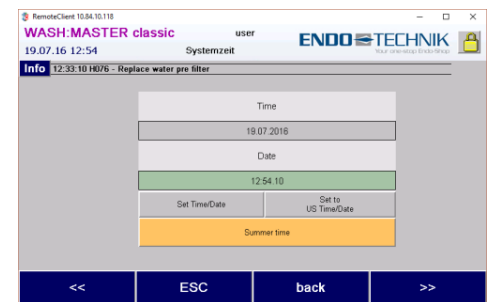 RemoteClient 10.84.10.118
WASH:MASTER classic user
ENDO TECHNIK
Your one-stop Endo-Shop
19.07.16 12:54 Systemzeit
Info 12:33:10 H076 - Replace water pre filter
Time
19.07.2016
Date
12:54.10
Set Time/Date
Set to
US Time/Date
Summer time
<< ESC back >>